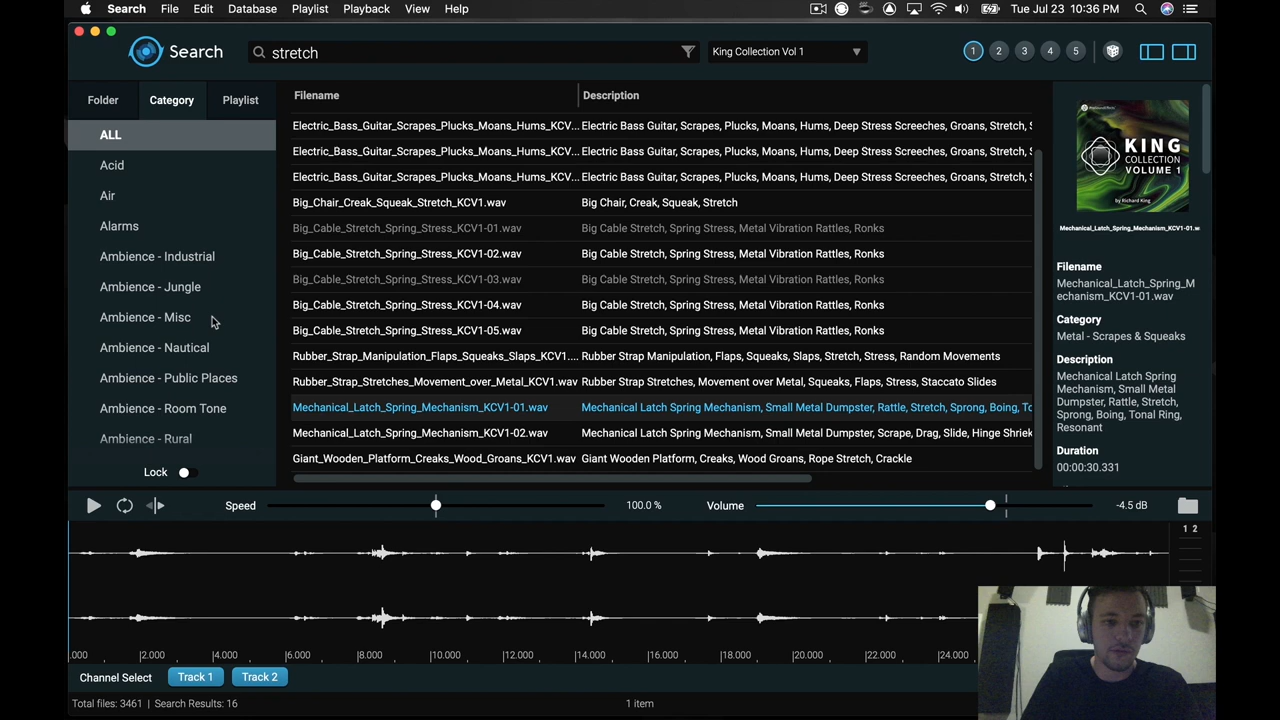 Search File Edit Database Playlist Playback View Help Tue Jul 23 10:36 PM
Search stretch King Collection Vol 1 1 2 3 4 5
Folder Category Playlist
ALL
Acid
Air
Alarms
Ambience - Industrial
Ambience - Jungle
Ambience - Misc
Ambience - Nautical
Ambience - Public Places
Ambience - Room Tone
Ambience - Rural
Lock
Filename Description
Electric_Bass_Guitar_Scrapes_Plucks_Moans_Hums_KCV... Electric Bass Guitar, Scrapes, Plucks, Moans, Hums, Deep Stress Screeches, Groans, Stretch, S
Electric_Bass_Guitar_Scrapes_Plucks_Moans_Hums_KCV... Electric Bass Guitar, Scrapes, Plucks, Moans, Hums, Deep Stress Screeches, Groans, Stretch, S
Electric_Bass_Guitar_Scrapes_Plucks_Moans_Hums_KCV... Electric Bass Guitar, Scrapes, Plucks, Moans, Hums, Deep Stress Screeches, Groans, Stretch, S
Big_Chair_Creak_Squeak_Stretch_KCV1.wav Big Chair, Creak, Squeak, Stretch
Big_Cable_Stretch_Spring_Stress_KCV1-01.wav Big Cable Stretch, Spring Stress, Metal Vibration Rattles, Ronks
Big_Cable_Stretch_Spring_Stress_KCV1-02.wav Big Cable Stretch, Spring Stress, Metal Vibration Rattles, Ronks
Big_Cable_Stretch_Spring_Stress_KCV1-03.wav Big Cable Stretch, Spring Stress, Metal Vibration Rattles, Ronks
Big_Cable_Stretch_Spring_Stress_KCV1-04.wav Big Cable Stretch, Spring Stress, Metal Vibration Rattles, Ronks
Big_Cable_Stretch_Spring_Stress_KCV1-05.wav Big Cable Stretch, Spring Stress, Metal Vibration Rattles, Ronks
Rubber_Strap_Manipulation_Flaps_Squeaks_Slaps_KCV1.... Rubber Strap Manipulation, Flaps, Squeaks, Slaps, Stretch, Stress, Random Movements
Rubber_Strap_Stretches_Movement_over_Metal_KCV1.wav Rubber Strap Stretches, Movement over Metal, Squeaks, Flaps, Stress, Staccato Slides
Mechanical_Latch_Spring_Mechanism_KCV1-01.wav Mechanical Latch Spring Mechanism, Small Metal Dumpster, Rattle, Stretch, Sprong, Boing, To
Mechanical_Latch_Spring_Mechanism_KCV1-02.wav Mechanical Latch Spring Mechanism, Small Metal Dumpster, Scrape, Drag, Slide, Hinge Shriek
Giant_Wooden_Platform_Creaks_Wood_Groans_KCV1.wav Giant Wooden Platform, Creaks, Wood Groans, Rope Stretch, Crackle
KING
COLLECTION
VOLUME 1
by Richard King
Mechanical_Latch_Spring_Mechanism_KCV1-01.w
Filename
Mechanical_Latch_Spring_M
echanism_KCV1-01.wav
Category
Metal - Scrapes & Squeaks
Description
Mechanical Latch Spring
Mechanism, Small Metal
Dumpster, Rattle, Stretch,
Sprong, Boing, Tonal Ring,
Resonant
Duration
00:00:30.331
Speed 100.0 % Volume -4.5 dB
1 2
.000 2.000 4.000 6.000 8.000 10.000 12.000 14.000 16.000 18.000 20.000 22.000 24.000
Channel Select Track 1 Track 2
Total files: 3461 Search Results: 16 1 item